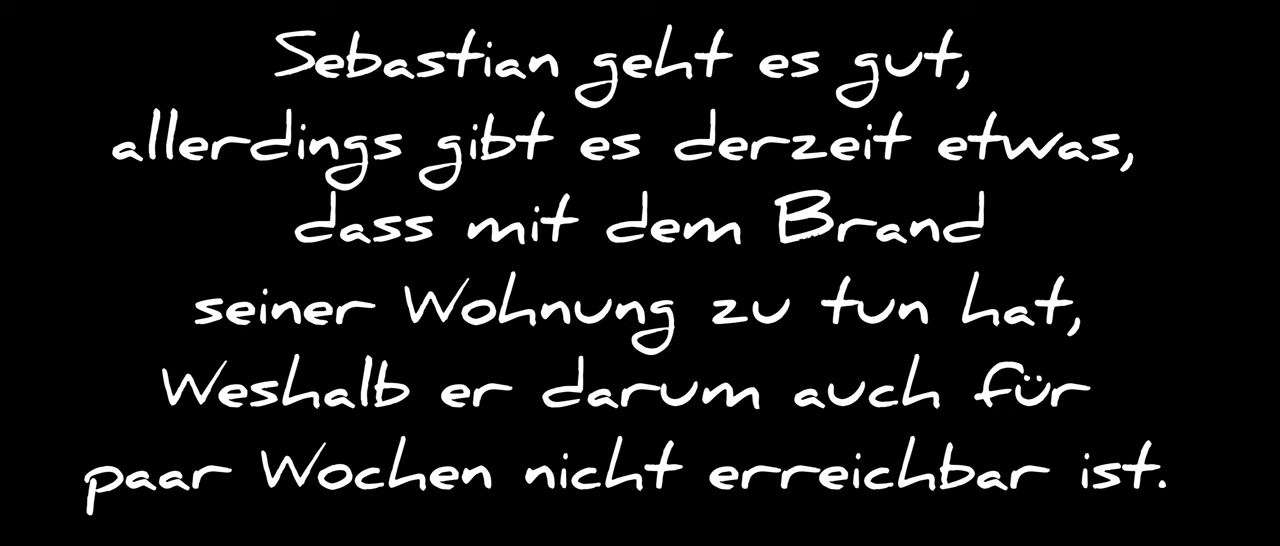 Sebastian geht es gut,
allerdings gibt es derzeit etwas,
dass mit dem Brand
seiner Wohnung zu tun hat,
Weshalb er darum auch für
paar Wochen nicht erreichbar ist.